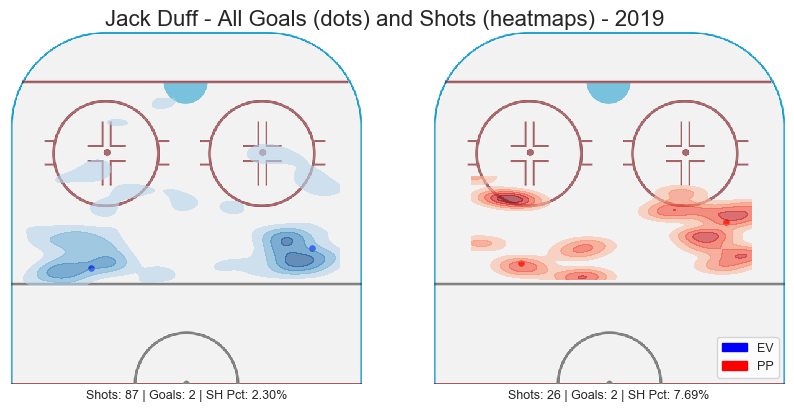 Jack Duff - All Goals (dots) and Shots (heatmaps) - 2019
EV
PP
Shots: 87 | Goals: 2 | SH Pct: 2.30%
Shots: 26 | Goals: 2 | SH Pct: 7.69%